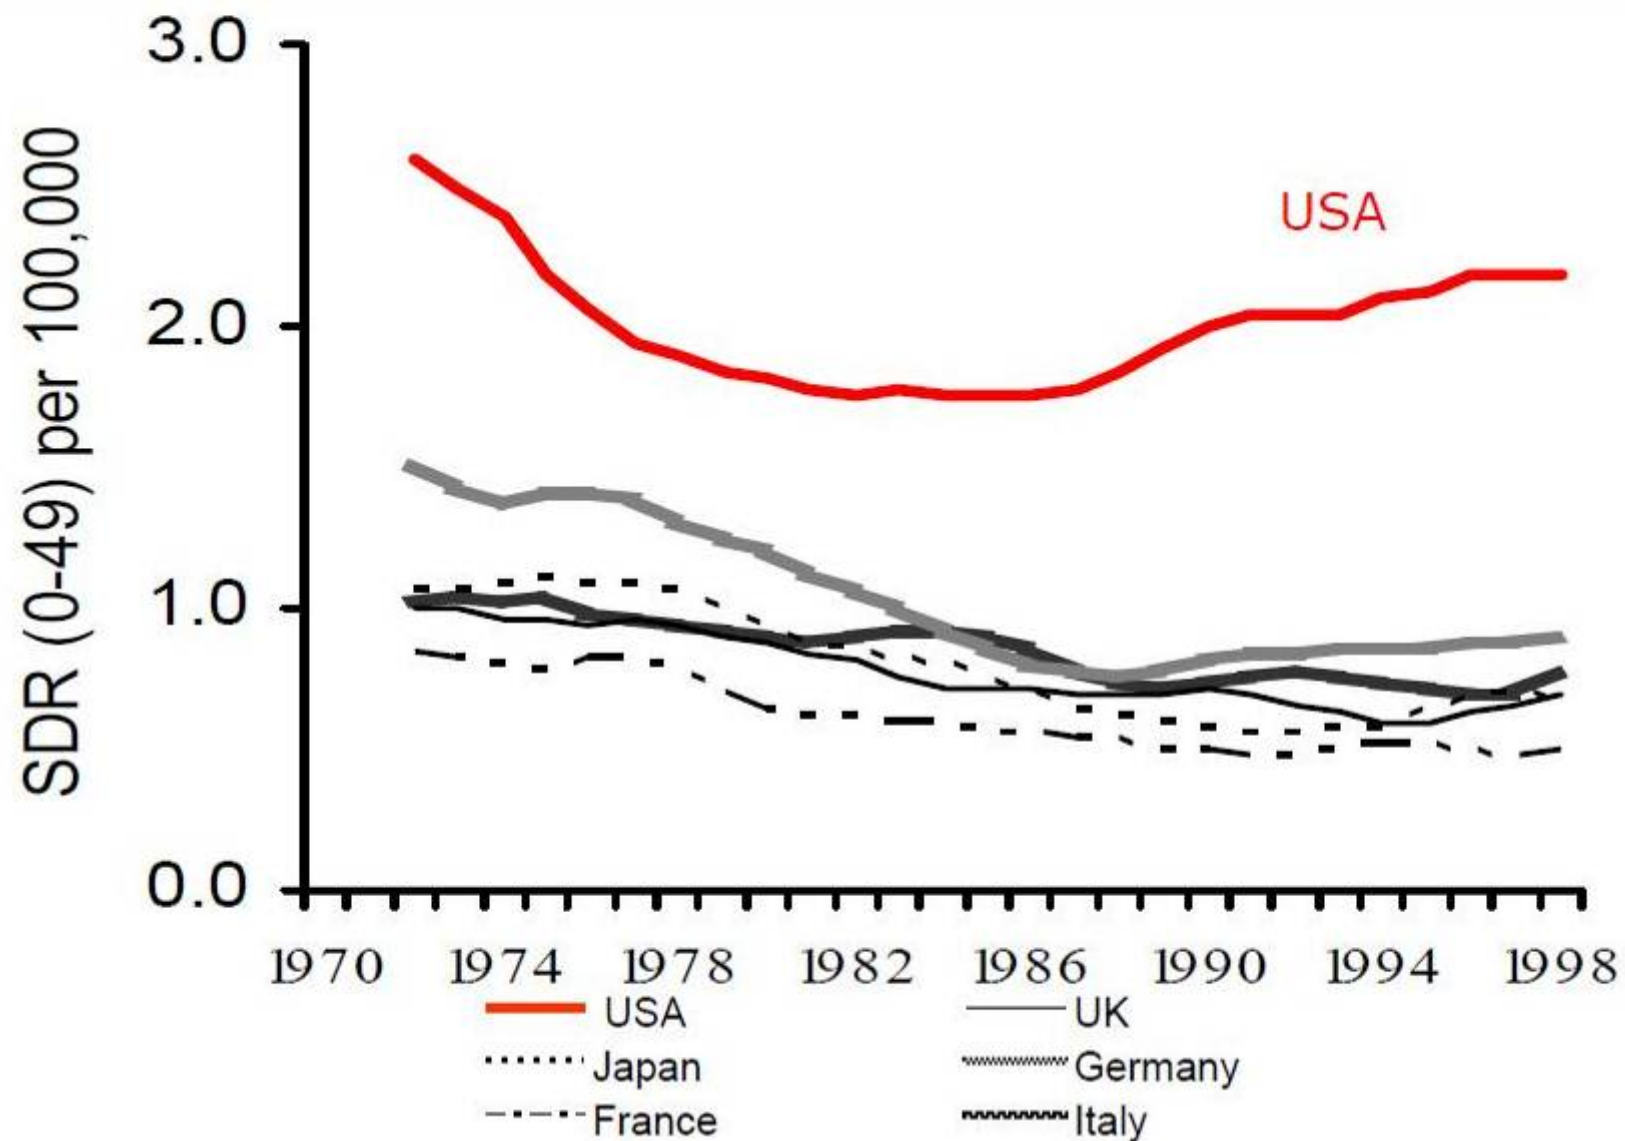 SDR (0-49) per 100,000
3.0
2.0
1.0
0.0
USA
1970 1974 1978 1982 1986 1990 1994 1998
USA UK
Japan Germany
France Italy